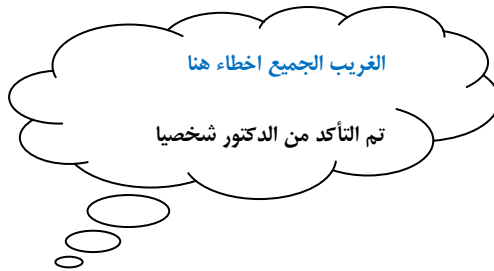 الغريب الجميع اخطاء هنا
تم التأكد من الدكتور شخصيا